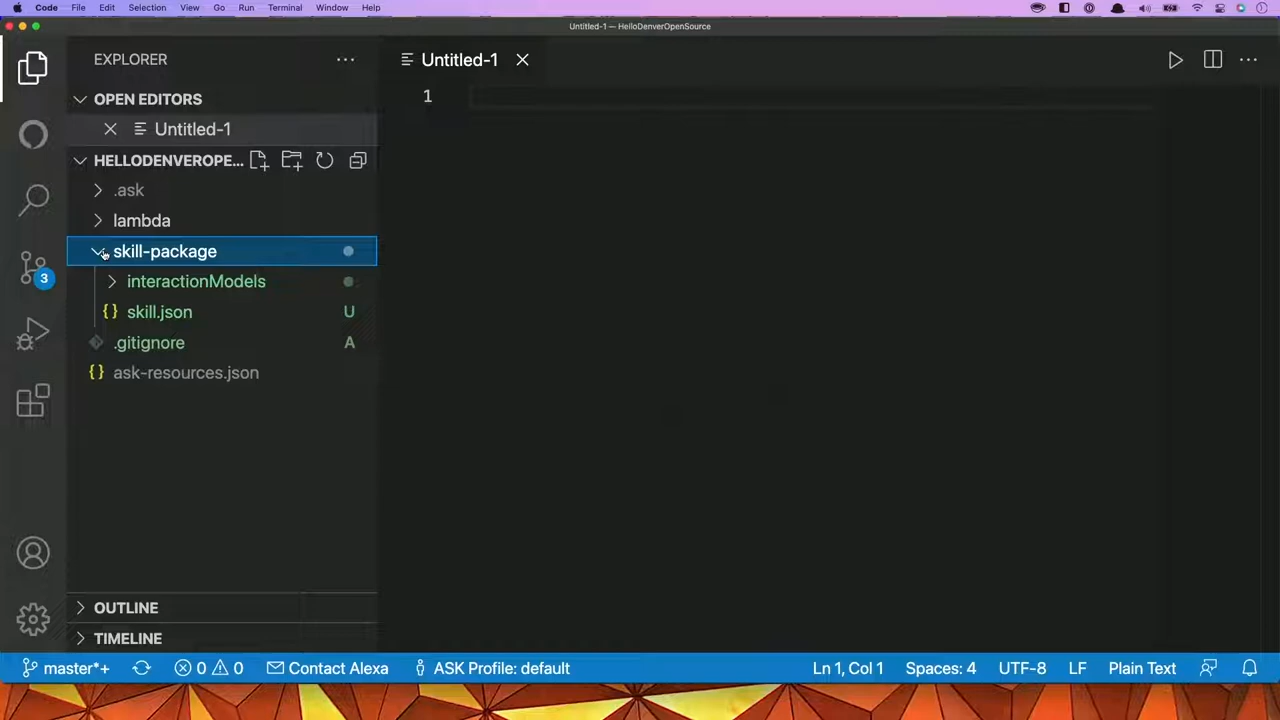 Code File Edit Selection View Go Run Terminal Window Help
Untitled-1 — HelloDenverOpenSource
EXPLORER
Untitled-1
OPEN EDITORS
Untitled-1
1
HELLODENVEROPE...
.ask
lambda
skill-package
interactionModels
skill.json U
.gitignore A
ask-resources.json
3
OUTLINE
TIMELINE
master*+ 0 0 Contact Alexa ASK Profile: default Ln 1, Col 1 Spaces: 4 UTF-8 LF Plain Text